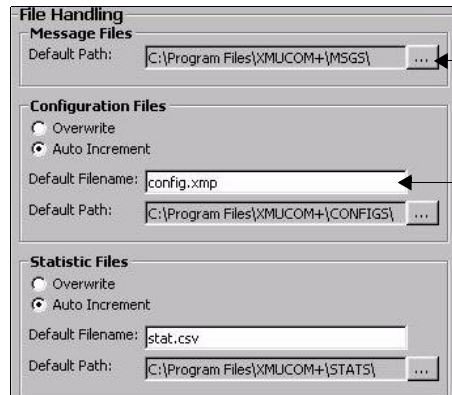 File Handling
Message Files
Default Path: C:\Program Files\XMUCOM+\MSGS\ ...
Configuration Files
Overwrite
Auto Increment
Default Filename: config.xmp
Default Path: C:\Program Files\XMUCOM+\CONFIGS\ ...
Statistic Files
Overwrite
Auto Increment
Default Filename: stat.csv
Default Path: C:\Program Files\XMUCOM+\STATS\ ...